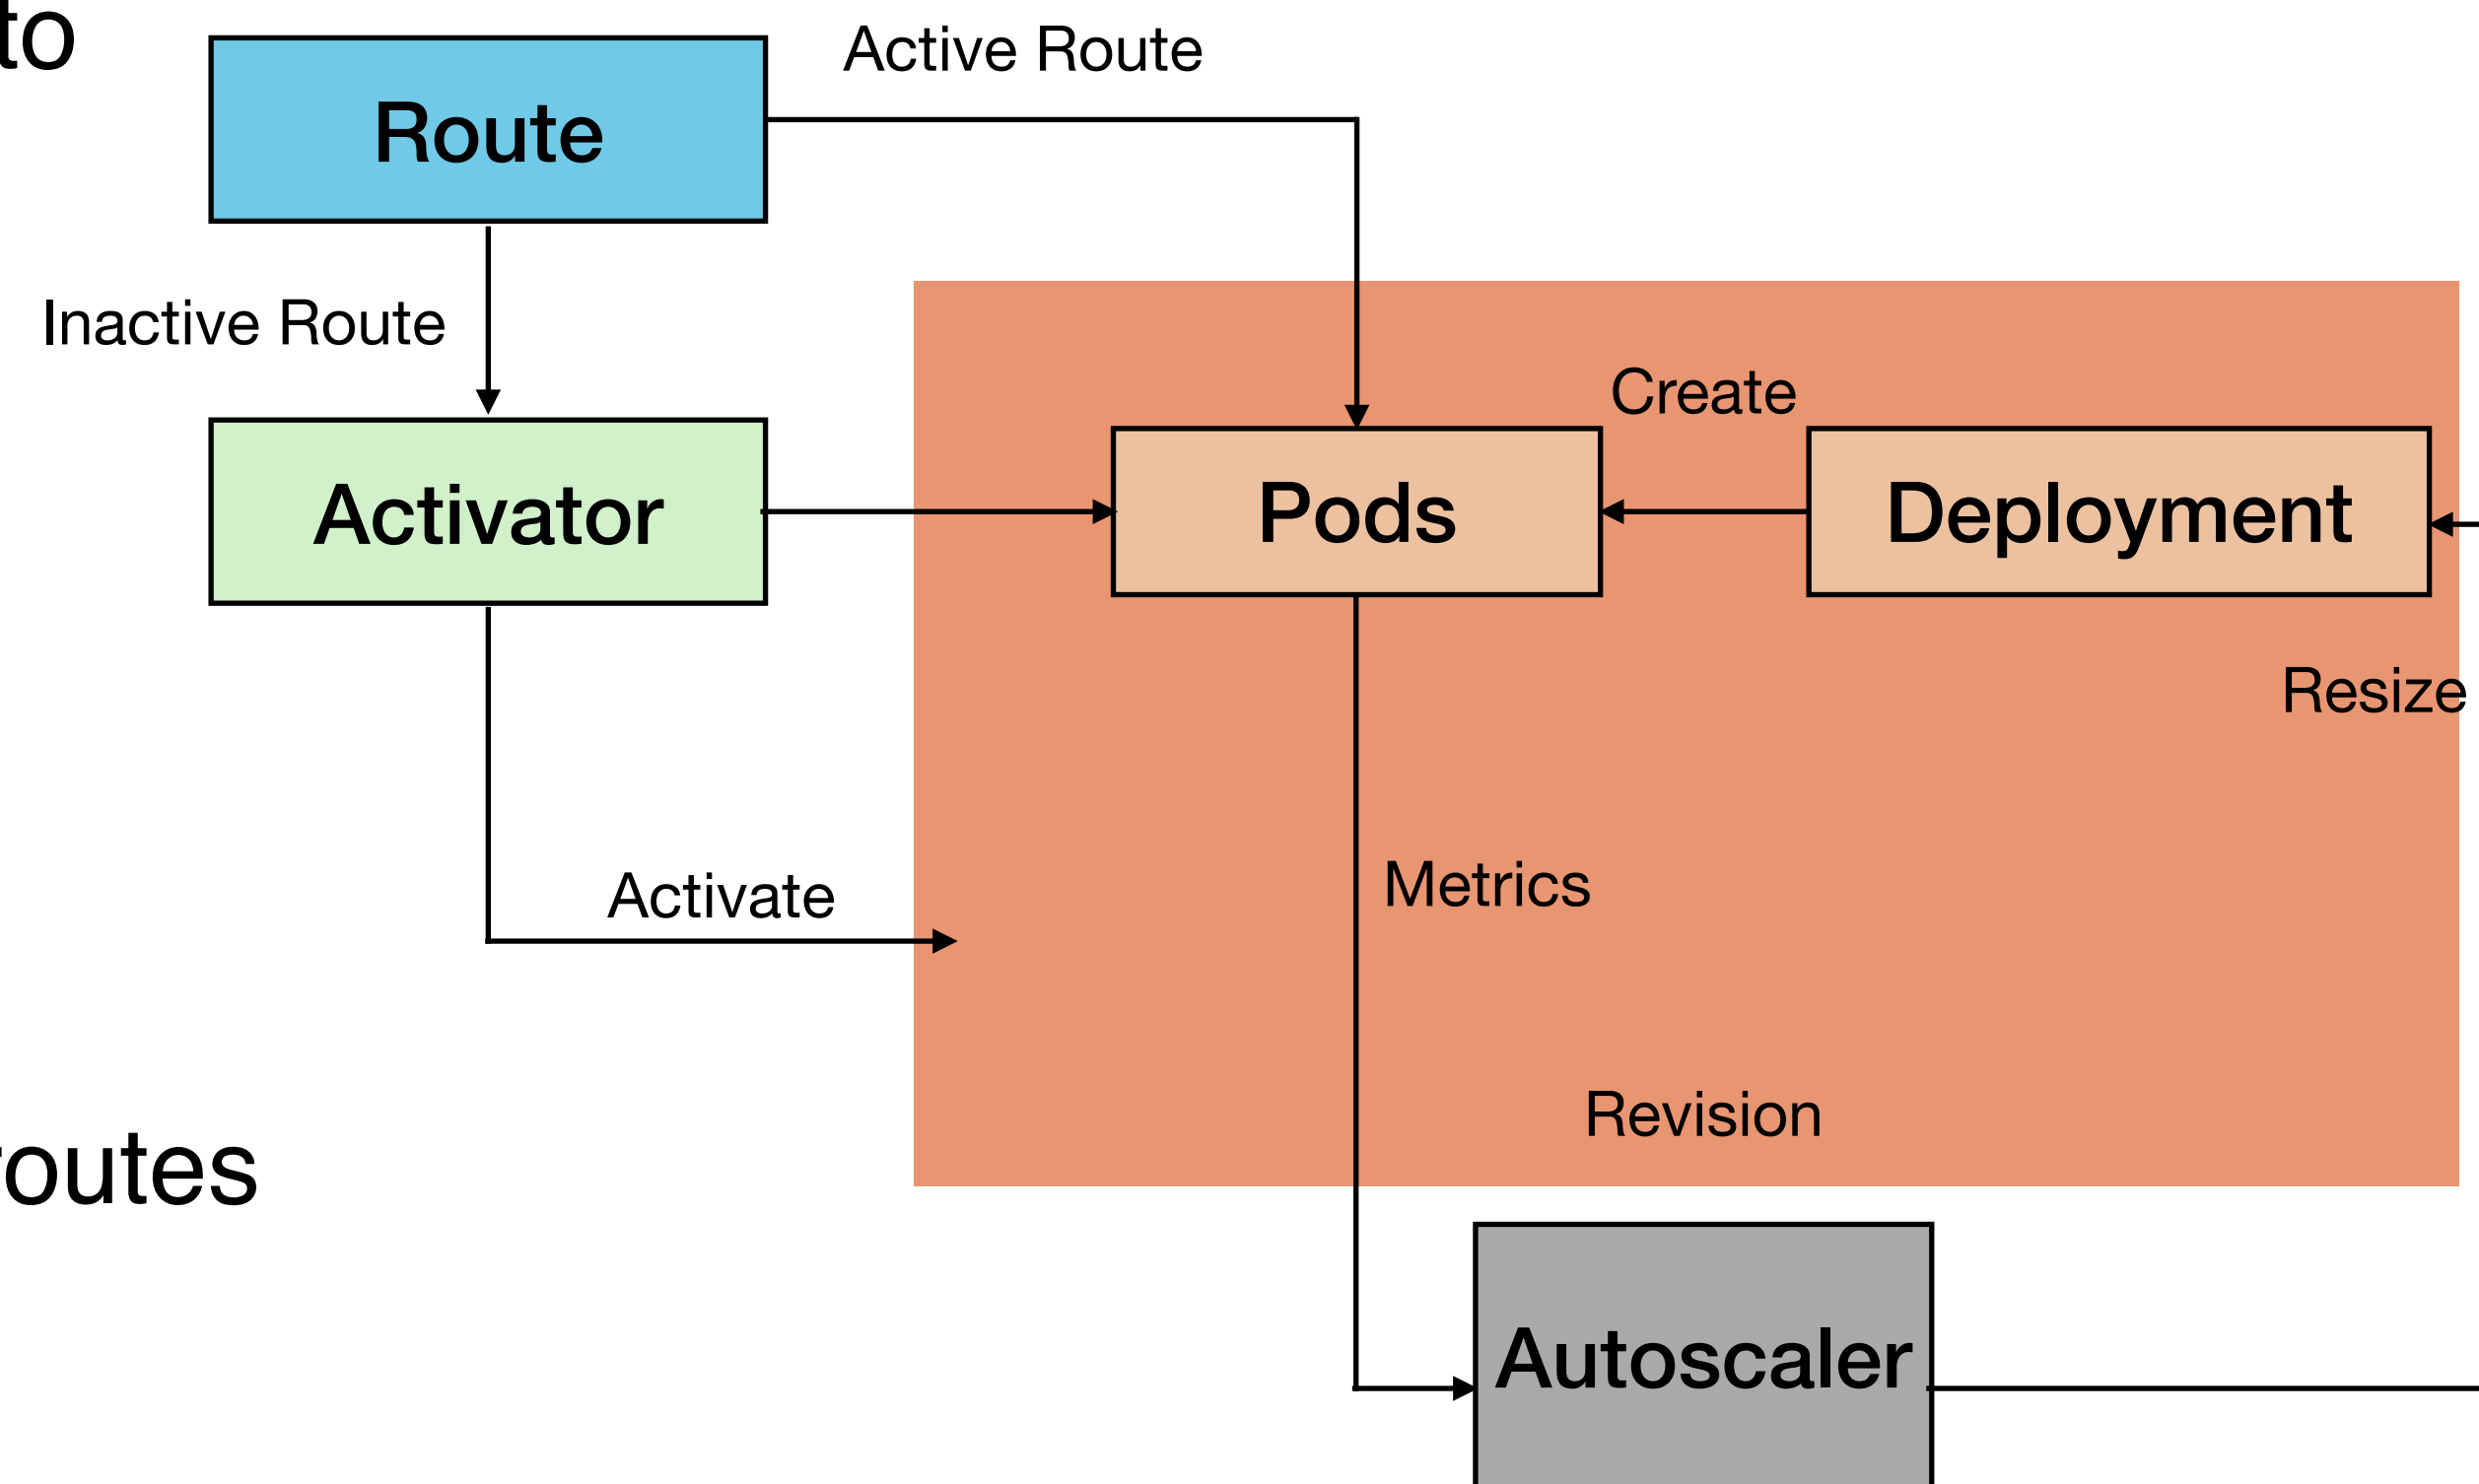 to
Active Route
Route
Inactive Route
Create
Activator
Pods
Deployment
Resize
Activate
Metrics
Revision
outes
Autoscaler